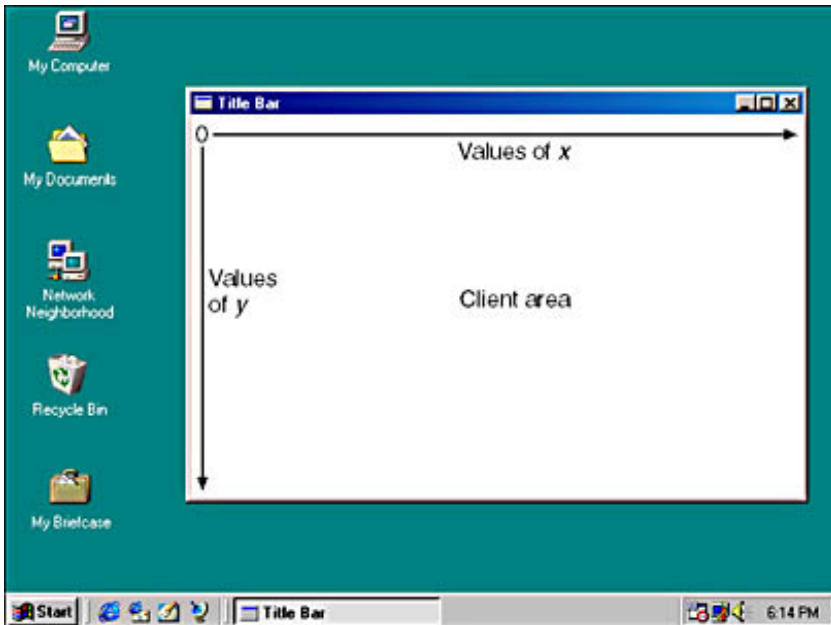 My Computer
Title Bar
0
Values of x
My Documents
Values
of y
Client area
Network
Neighborhood
Recycle Bin
My Briefcase
Start
Title Bar
6:14 PM